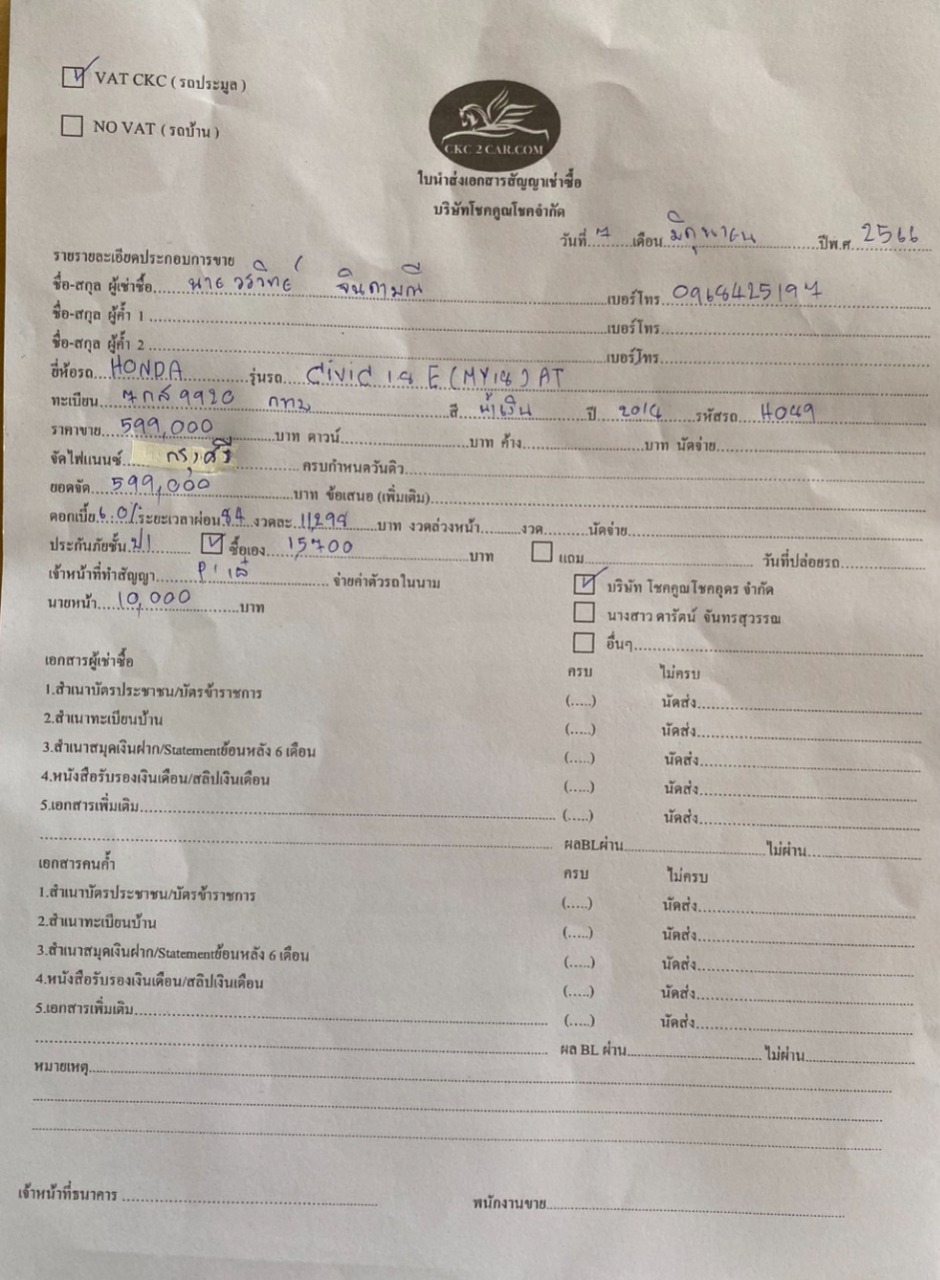 ☑ VAT CKC ( รถประมูล )
☐ NO VAT ( รถบ้าน )
CKC 2 CAR.COM
ใบนำส่งเอกสารสัญญาเช่าซื้อ
บริษัทโชคคูณโชคจำกัด
วันที่ 7 เดือน มิถุนายน ปีพ.ศ 2566
รายรายละเอียดประกอบการขาย
ชื่อ-สกุล ผู้เช่าซื้อ นาย วรวิทย์ จินดามณี เบอร์โทร 0968425197
ชื่อ-สกุล ผู้ค้ำ 1 เบอร์โทร
ชื่อ-สกุล ผู้ค้ำ 2 เบอร์โทร
ยี่ห้อรถ HONDA รุ่นรถ CIVIC 1.8 E (MY18) AT
ทะเบียน 7กส 9920 กทม สี น้ำเงิน ปี 2014 รหัสรถ H049
ราคาขาย 599,000 บาท ดาวน์ บาท ค้าง บาท นัดจ่าย
จัดไฟแนนซ์ กรุงศรี ครบกำหนดวันดิว
ยอดจัด 599,000 บาท ข้อเสนอ (เพิ่มเติม)
ดอกเบี้ย 6.0/ ระยะเวลาผ่อน 84 งวดละ 11,298 บาท งวดล่วงหน้า งวด นัดจ่าย
ประกันภัยชั้น ป1 ☑ ซื้อเอง 15,700 บาท ☐ แถม วันที่ปล่อยรถ
เจ้าหน้าที่ทำสัญญา จ่ายค่าตัวรถในนาม ☑ บริษัท โชคคูณโชคอุดร จำกัด
นายหน้า 10,000 บาท ☐ นางสาว ดารัตน์ จันทรสุวรรณ
☐ อื่นๆ
เอกสารผู้เช่าซื้อ ครบ ไม่ครบ
1.สำเนาบัตรประชาชน/บัตรข้าราชการ (.....) นัดส่ง
2.สำเนาทะเบียนบ้าน (.....) นัดส่ง
3.สำเนาสมุดเงินฝาก/Statementย้อนหลัง 6 เดือน (.....) นัดส่ง
4.หนังสือรับรองเงินเดือน/สลิปเงินเดือน (.....) นัดส่ง
5.เอกสารเพิ่มเติม (.....) นัดส่ง
ผลBLผ่าน ไม่ผ่าน
เอกสารคนค้ำ ครบ ไม่ครบ
1.สำเนาบัตรประชาชน/บัตรข้าราชการ (.....) นัดส่ง
2.สำเนาทะเบียนบ้าน (.....) นัดส่ง
3.สำเนาสมุดเงินฝาก/Statementย้อนหลัง 6 เดือน (.....) นัดส่ง
4.หนังสือรับรองเงินเดือน/สลิปเงินเดือน (.....) นัดส่ง
5.เอกสารเพิ่มเติม (.....) นัดส่ง
ผล BL ผ่าน ไม่ผ่าน
หมายเหตุ
เจ้าหน้าที่ธนาคาร พนักงานขาย